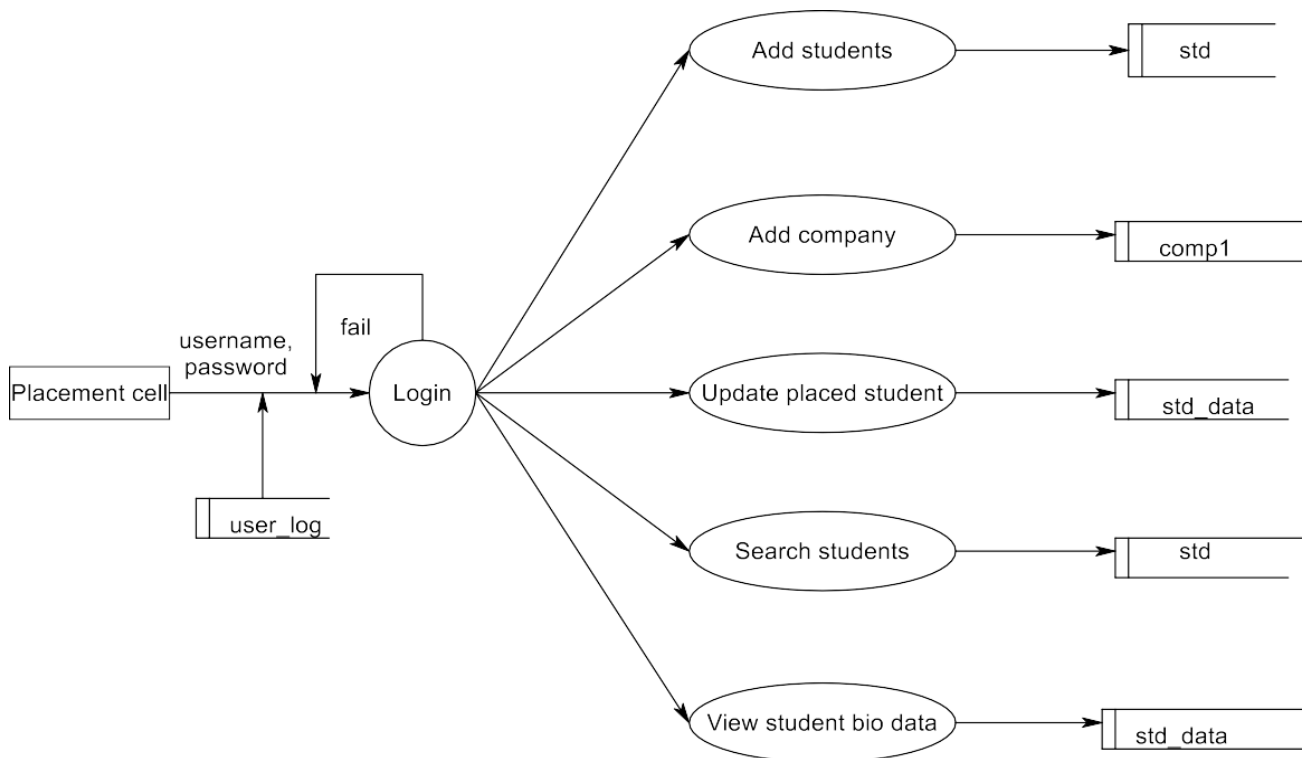 Add students
std
Add company
comp1
fail
username,
password
Placement cell
Login
Update placed student
std_data
user_log
Search students
std
View student bio data
std_data